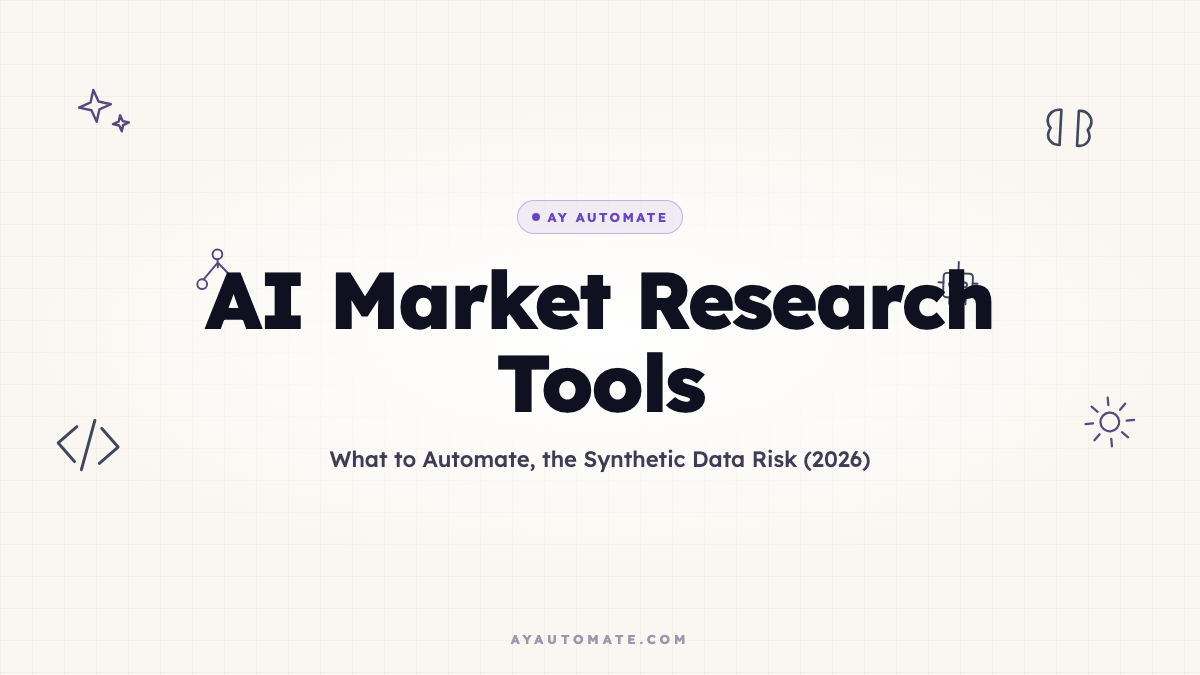 AY AUTOMATE
AI Market Research
Tools
What to Automate, the Synthetic Data Risk (2026)
AYAUTOMATE.COM